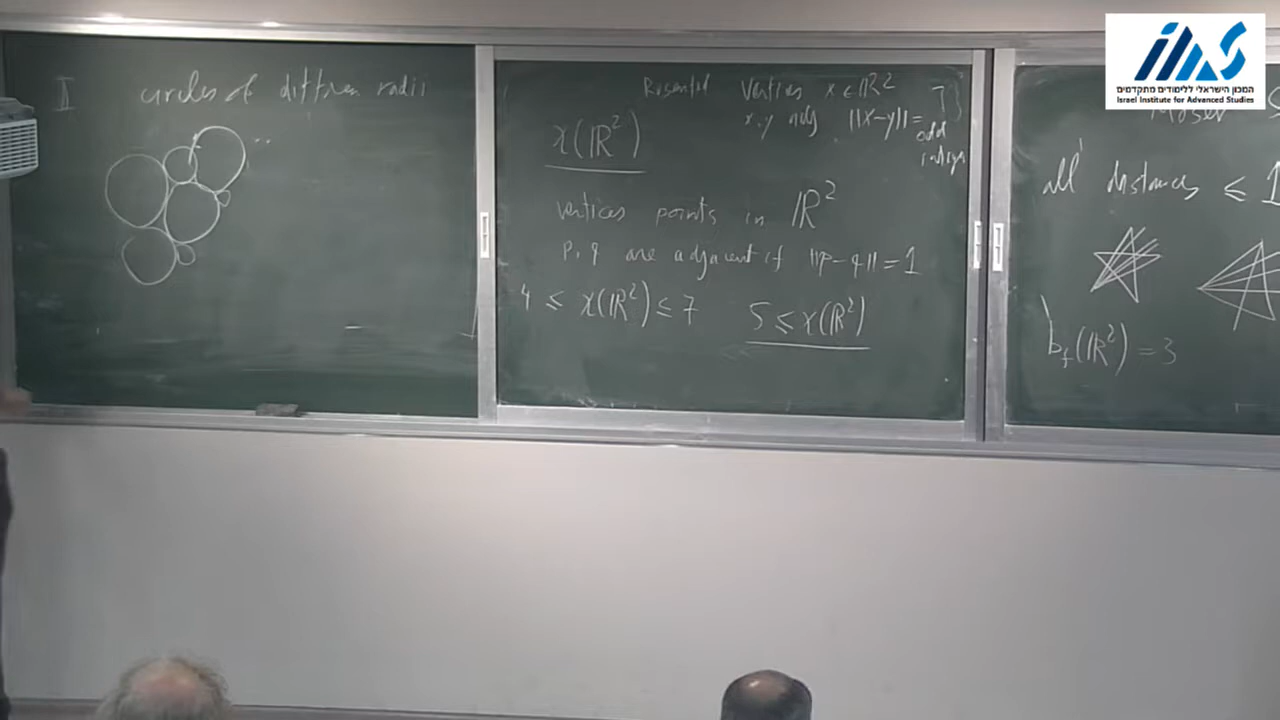 II circles of differen radii
Rosenfeld Vertices x ∈ ℝ²
x, y adj ||x-y|| =
odd
χ(ℝ²)
vertices points in ℝ²
p, q are adjacent if ||p-q|| = 1
4 ≤ χ(ℝ²) ≤ 7 5 ≤ χ(ℝ²)
Moser
all distances ≤ 1
b_f(ℝ²) = 3
המכון הישראלי ללימודים מתקדמים
Israel Institute for Advanced Studies